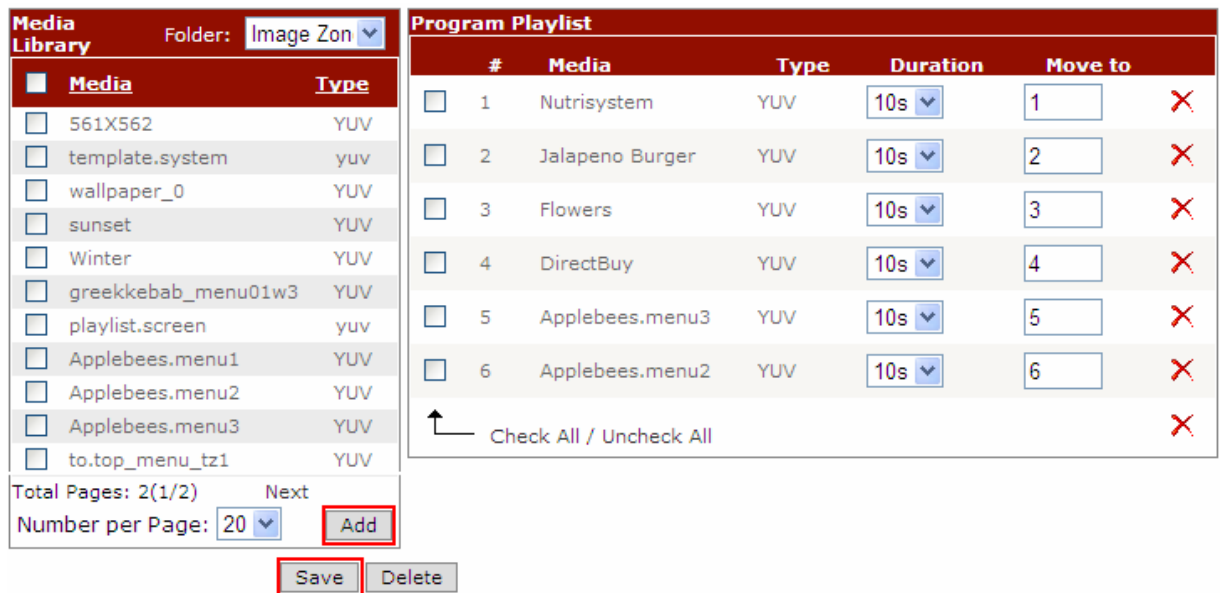 Media Library Folder: Image Zon
Media Type
561X562 YUV
template.system yuv
wallpaper_0 YUV
sunset YUV
Winter YUV
greekkebab_menu01w3 YUV
playlist.screen yuv
Applebees.menu1 YUV
Applebees.menu2 YUV
Applebees.menu3 YUV
to.top_menu_tz1 YUV
Total Pages: 2(1/2) Next
Number per Page: 20 Add
Save Delete
Program Playlist
# Media Type Duration Move to
1 Nutrisystem YUV 10s 1
2 Jalapeno Burger YUV 10s 2
3 Flowers YUV 10s 3
4 DirectBuy YUV 10s 4
5 Applebees.menu3 YUV 10s 5
6 Applebees.menu2 YUV 10s 6
Check All / Uncheck All